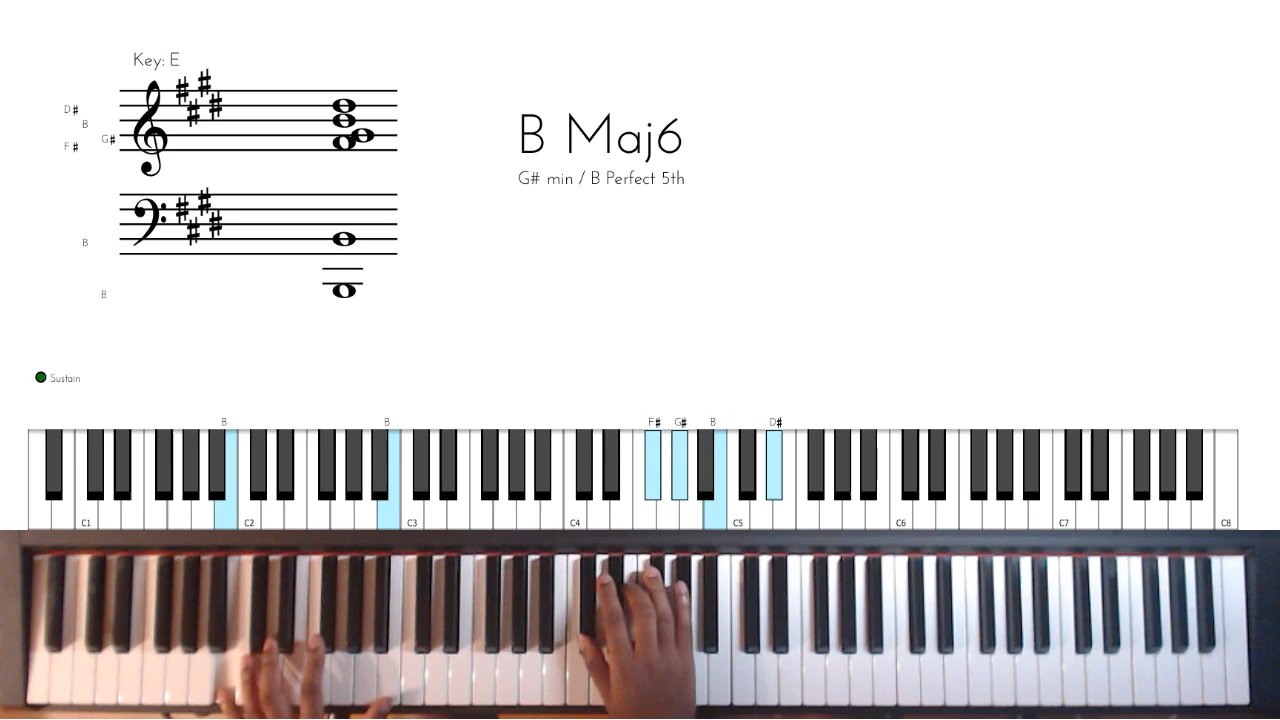 Key: E
D#
B
G#
F#
B
B
B Maj6
G# min / B Perfect 5th
Sustain
B B F# G# B D#
C1 C2 C3 C4 C5 C6 C7 C8